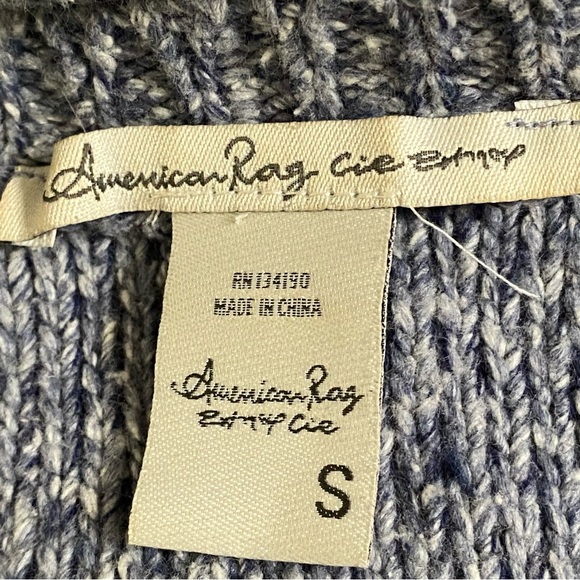 American Rag Cie
RN 134190
MADE IN CHINA
American Rag
Cie
S